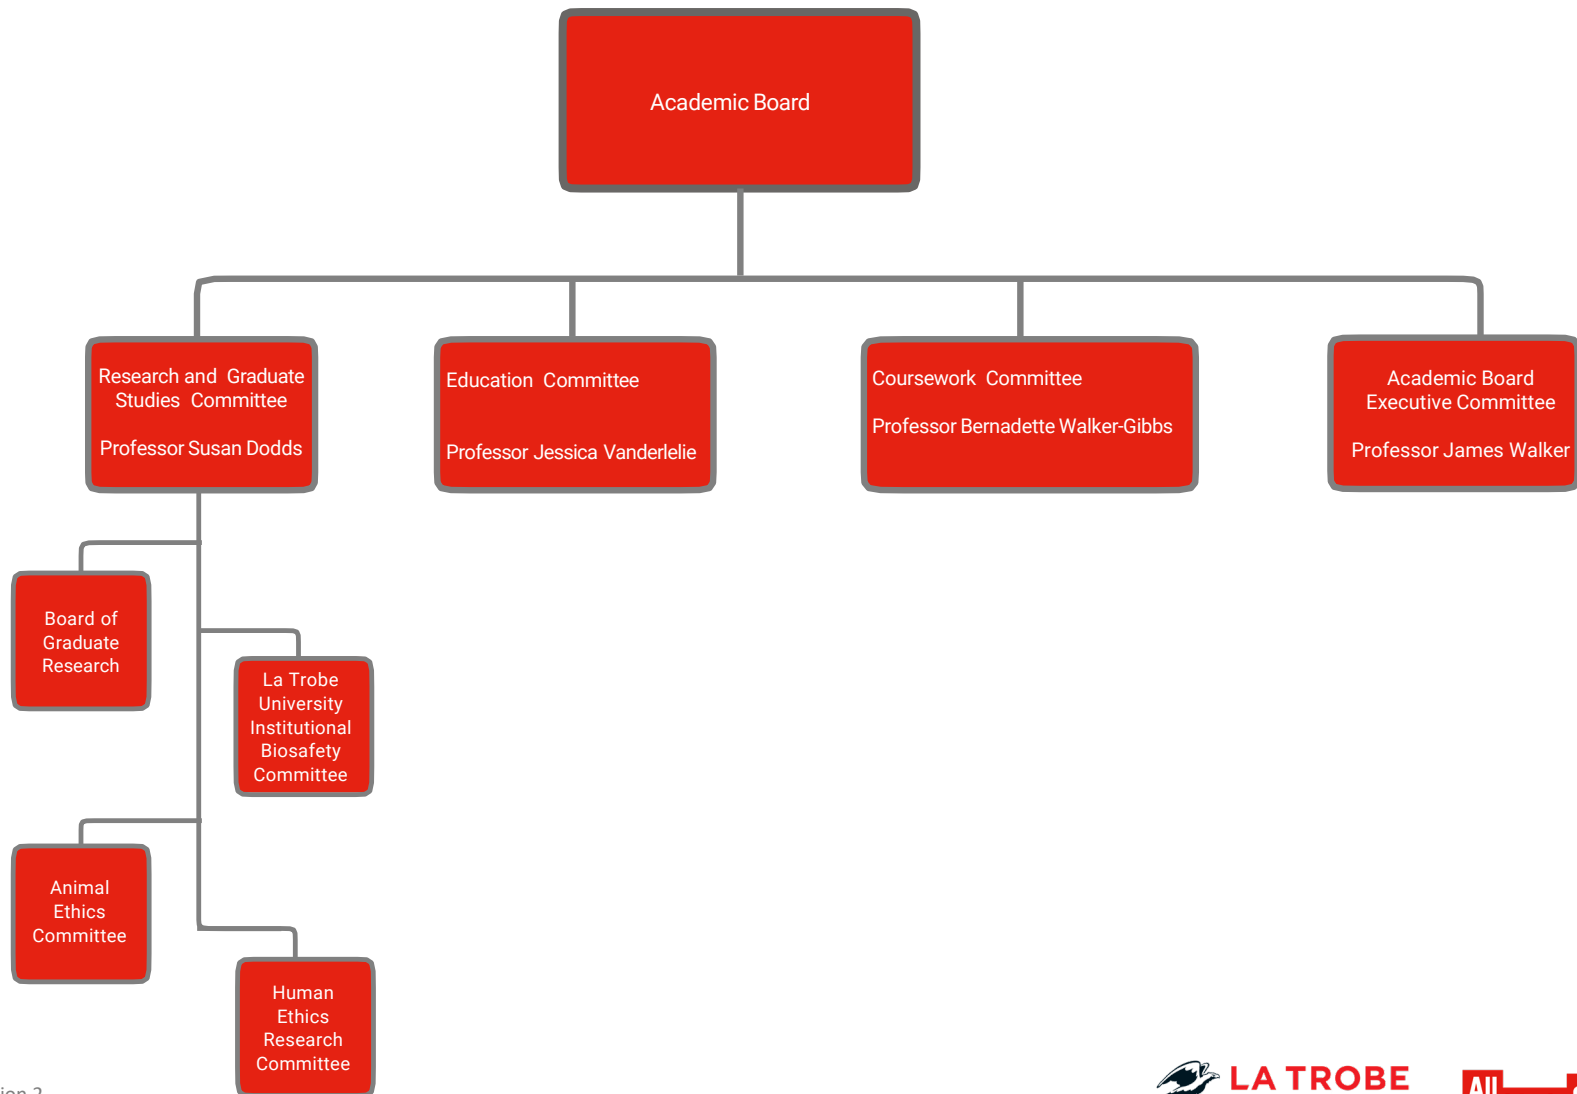 Academic Board
Research and Graduate
Studies Committee
Professor Susan Dodds
Education Committee
Professor Jessica Vanderlelie
Coursework Committee
Professor Bernadette Walker-Gibbs
Academic Board
Executive Committee
Professor James Walker
Board of
Graduate
Research
La Trobe
University
Institutional
Biosafety
Committee
Animal
Ethics
Committee
Human
Ethics
Research
Committee
LA TROBE